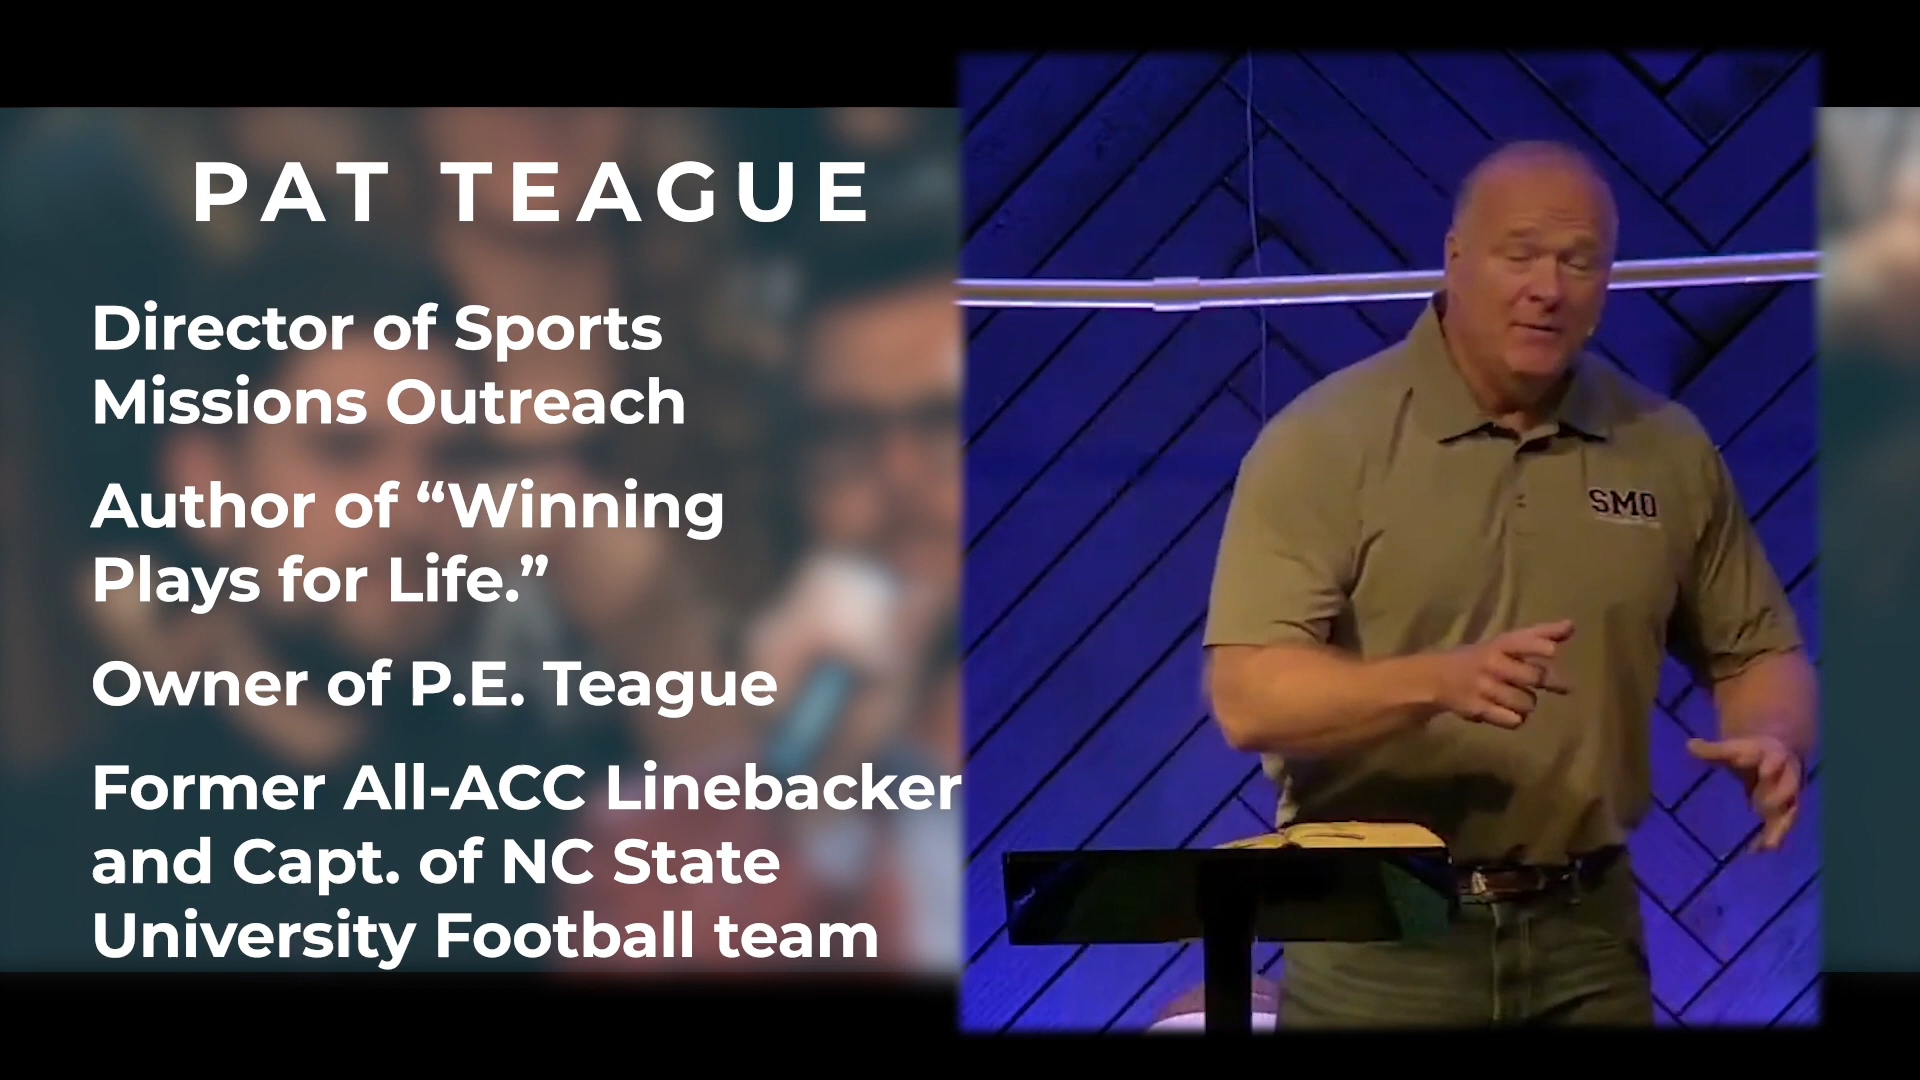 PAT TEAGUE
Director of Sports
Missions Outreach
Author of “Winning
Plays for Life.”
Owner of P.E. Teague
Former All-ACC Linebacker
and Capt. of NC State
University Football team
SMO